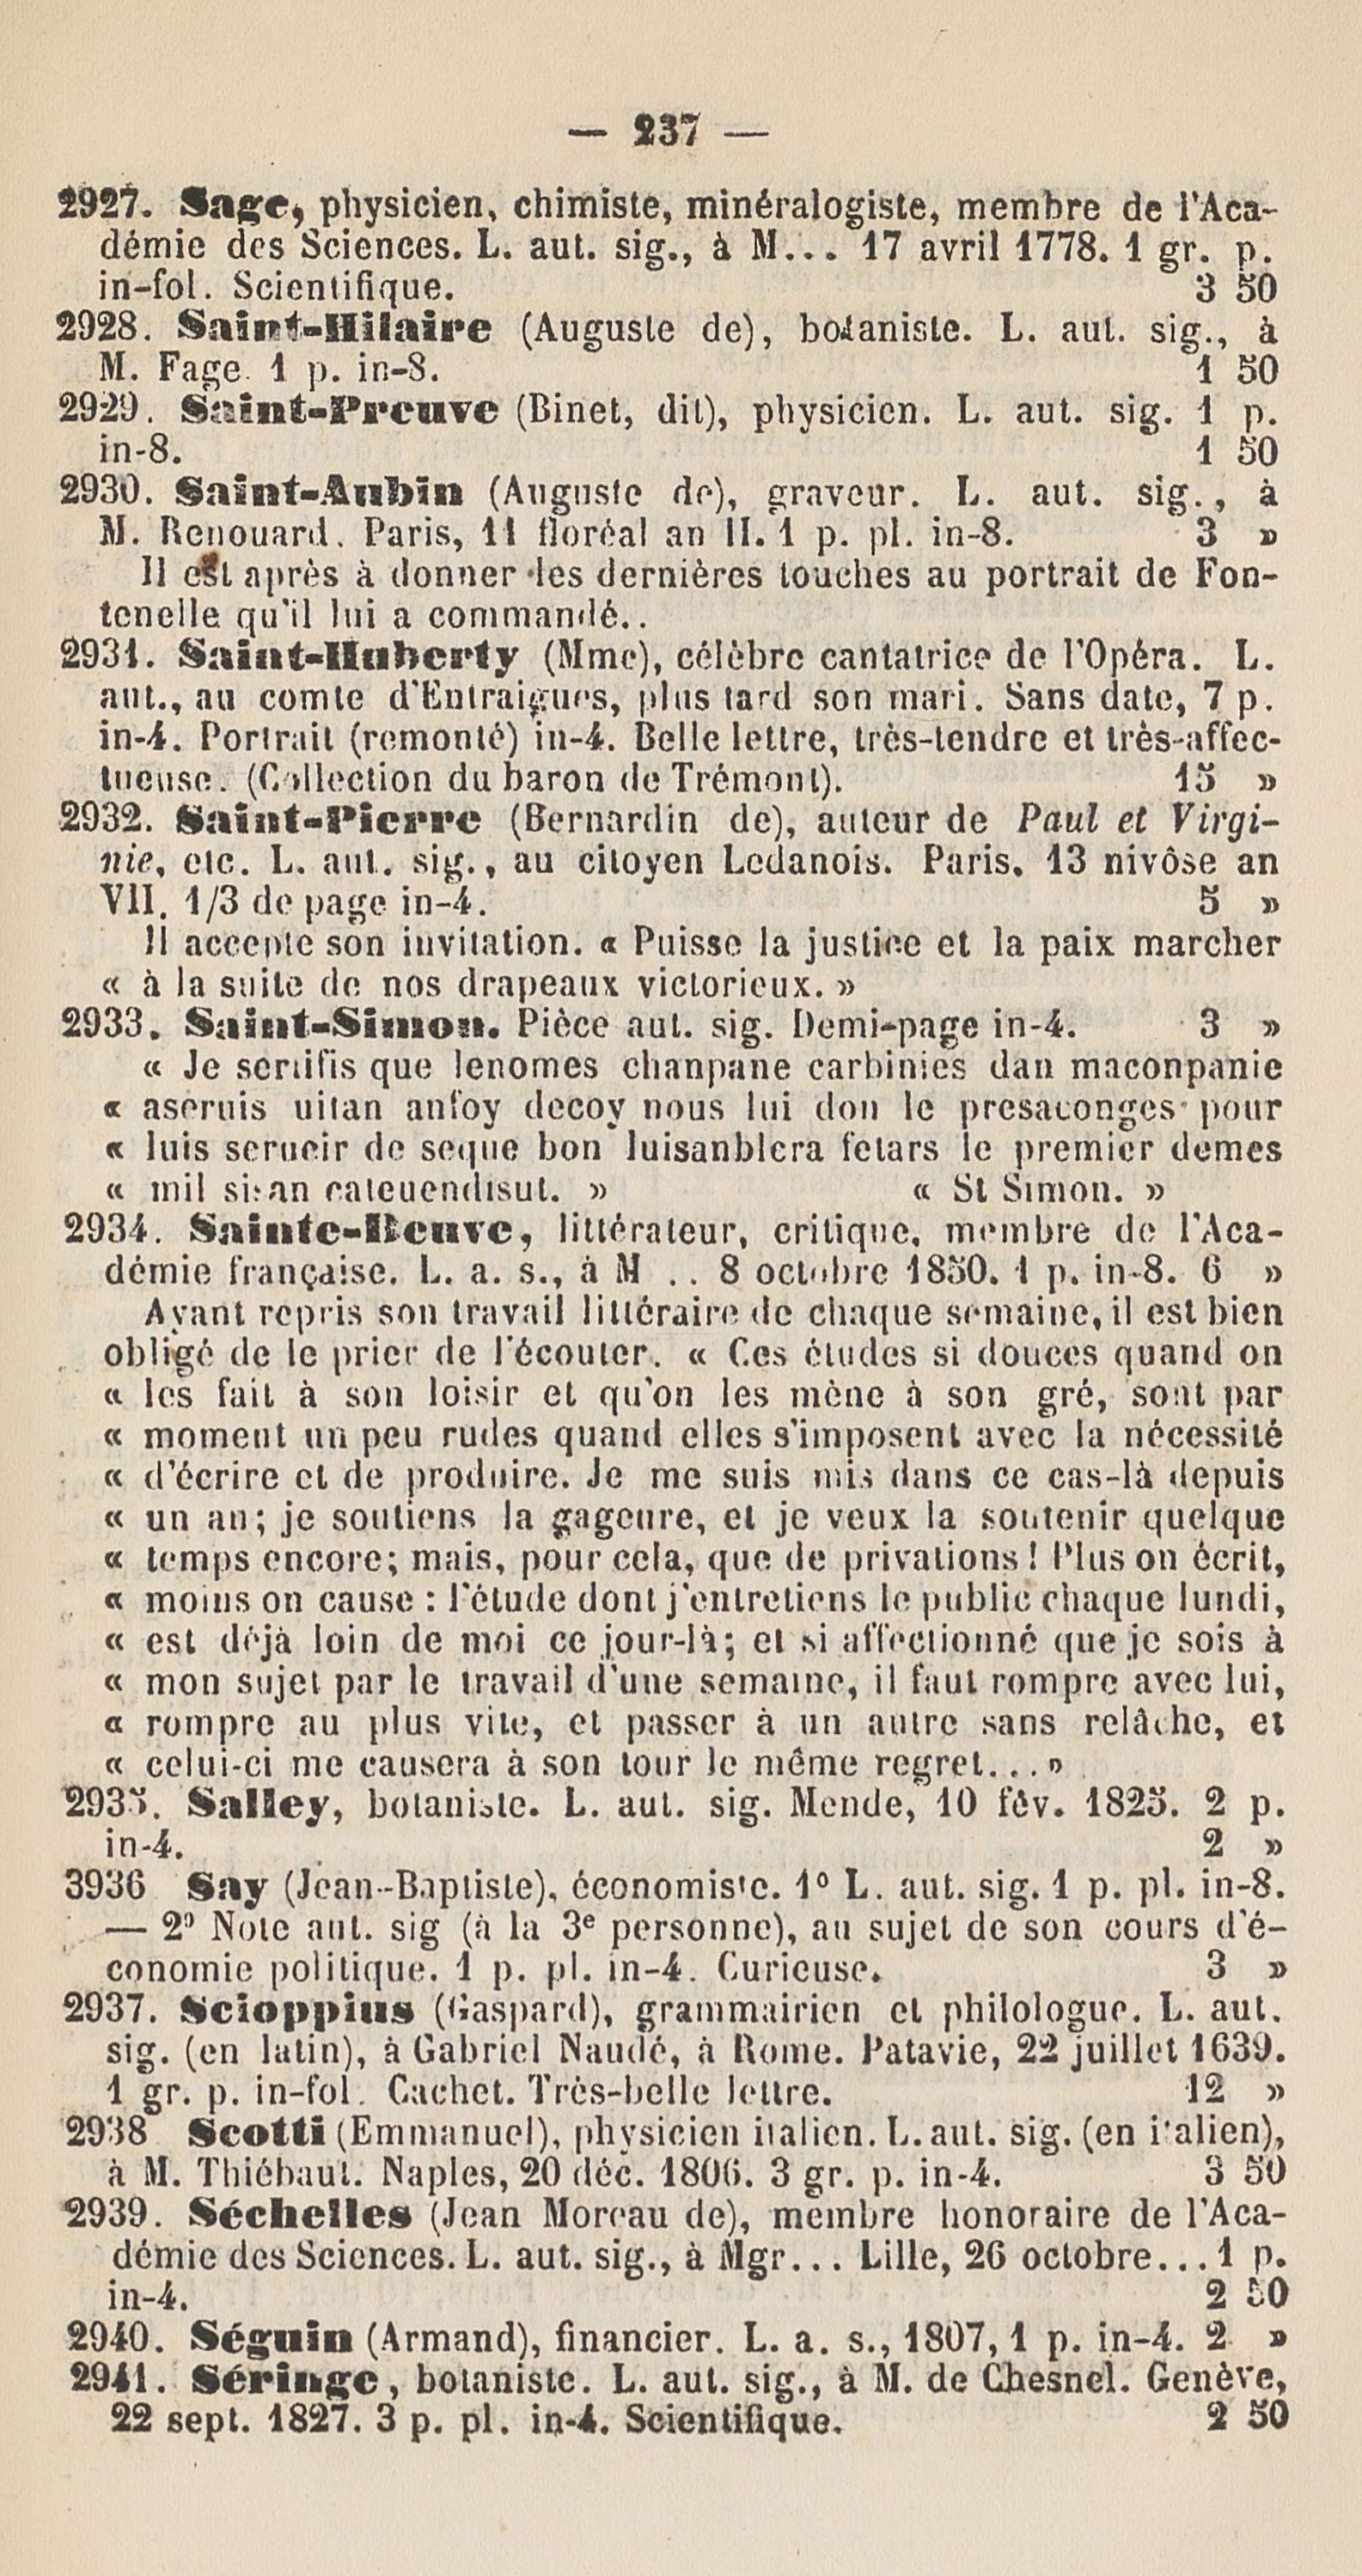 — 237 —
2927. Sage, physicien, chimiste, minéralogiste, membre de l'Aca-
démie des Sciences. L. aut. sig., à M... 17 avril 1778. 1 gr. p.
in-fol. Scientifique. 3 50
2928. Saint-Hilaire (Auguste de), botaniste. L. aut. sig., à
M. Fage. 1 p. in-8. 1 50
2929. Saint-Preuve (Binet, dit), physicien. L. aut. sig. 1 p.
in-8. 1 50
2930. Saint-Aubin (Auguste de), graveur. L. aut. sig., à
M. Renouard. Paris, 11 floréal an II. 1 p. pl. in-8. 3 »
Il est après à donner les dernières touches au portrait de Fon-
tenelle qu'il lui a commandé..
2931. Saint-Huberty (Mme), célèbre cantatrice de l'Opéra. L.
aut., au comte d'Entraigues, plus tard son mari. Sans date, 7 p.
in-4. Portrait (remonté) in-4. Belle lettre, très-tendre et très-affec-
tueuse. (Collection du baron de Trémont). 15 »
2932. Saint-Pierre (Bernardin de), auteur de Paul et Virgi-
nie, etc. L. aut. sig., au citoyen Ledanois. Paris, 13 nivôse an
VII. 1/3 de page in-4. 5 »
Il accepte son invitation. « Puisse la justice et la paix marcher
« à la suite de nos drapeaux victorieux. »
2933. Saint-Simon. Pièce aut. sig. Demi-page in-4. 3 »
« Je sertifis que lenomes chanpane carbinies dan maconpanie
« aseruis uitan anfoy decoy nous lui don le presaconges pour
« luis serueir de seque bon luisanblera fetars le premier demes
« mil sisan cateuendisut. » « St Simon. »
2934. Sainte-Beuve, littérateur, critique, membre de l'Aca-
démie française. L. a. s., à M .. 8 octobre 1850. 1 p. in-8. 6 »
Ayant repris son travail littéraire de chaque semaine, il est bien
obligé de le prier de l'écouter. « Ces études si douces quand on
« les fait à son loisir et qu'on les mène à son gré, sont par
« moment un peu rudes quand elles s'imposent avec la nécessité
« d'écrire et de produire. Je me suis mis dans ce cas-là depuis
« un an; je soutiens la gageure, et je veux la soutenir quelque
« temps encore; mais, pour cela, que de privations! Plus on écrit,
« moins on cause : l'étude dont j'entretiens le public chaque lundi,
« est déjà loin de moi ce jour-là; et si affectionné que je sois à
« mon sujet par le travail d'une semaine, il faut rompre avec lui,
« rompre au plus vite, et passer à un autre sans relâche, et
« celui-ci me causera à son tour le même regret... »
2935. Salley, botaniste. L. aut. sig. Mende, 10 fév. 1825. 2 p.
in-4. 2 »
3936 Say (Jean-Baptiste), économiste. 1º L. aut. sig. 1 p. pl. in-8.
— 2º Note aut. sig (à la 3e personne), au sujet de son cours d'é-
conomie politique. 1 p. pl. in-4. Curieuse. 3 »
2937. Scioppius (Gaspard), grammairien et philologue. L. aut.
sig. (en latin), à Gabriel Naudé, à Rome. Patavie, 22 juillet 1639.
1 gr. p. in-fol. Cachet. Très-belle lettre. 12 »
2938 Scotti (Emmanuel), physicien italien. L. aut. sig. (en italien),
à M. Thiébaut. Naples, 20 déc. 1806. 3 gr. p. in-4. 3 50
2939. Séchelles (Jean Moreau de), membre honoraire de l'Aca-
démie des Sciences. L. aut. sig., à Mgr... Lille, 26 octobre... 1 p.
in-4. 2 50
2940. Séguin (Armand), financier. L. a. s., 1807, 1 p. in-4. 2 »
2941. Séringe, botaniste. L. aut. sig., à M. de Chesnel. Genève,
22 sept. 1827. 3 p. pl. in-4. Scientifique. 2 50